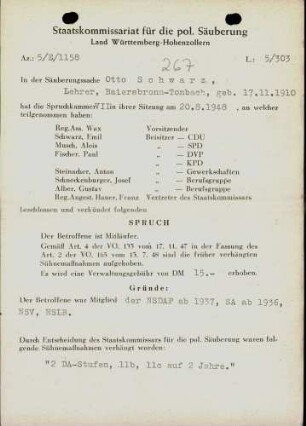 Staatskommissariat für die pol. Säuberung
Land Württemberg-Hohenzollern
Az.: 5/S/1158 L.: 5/303
267
In der Säuberungssache Otto Schwarz,
Lehrer, Baiersbronn-Tonbach, geb. 17.11.1910
hat die Spruchkammer VII in ihrer Sitzung am 20.8.1948, an welcher
teilgenommen haben:
Reg.Ass. Wax Vorsitzender
Schwarz, Emil Beisitzer — CDU
Musch, Alois „ — SPD
Fischer, Paul „ — DVP
„ — KPD
Steinacher, Anton „ — Gewerkschaften
Schneckenburger, Josef „ — Berufsgruppe
Alber, Gustav „ — Berufsgruppe
Reg.Angest. Hauer, Franz Vertreter des Staatskommissars
beschlossen und verkündet folgenden
SPRUCH
Der Betroffene ist Mitläufer.
Gemäß Art. 4 der VO. 133 vom 17. 11. 47 in der Fassung des
Art. 2 der VO. 165 vom 13. 7. 48 sind die früher verhängten
Sühnemaßnahmen aufgehoben.
Es wird eine Verwaltungsgebühr von DM 15.- erhoben.
Gründe:
Der Betroffene war Mitglied der NSDAP ab 1937, SA ab 1936,
NSV, NSLB.
Durch Entscheidung des Staatskommissars für die pol. Säuberung waren fol-
gende Sühnemaßnahmen verhängt worden:
"2 DA-Stufen, 11b, 11c auf 2 Jahre."